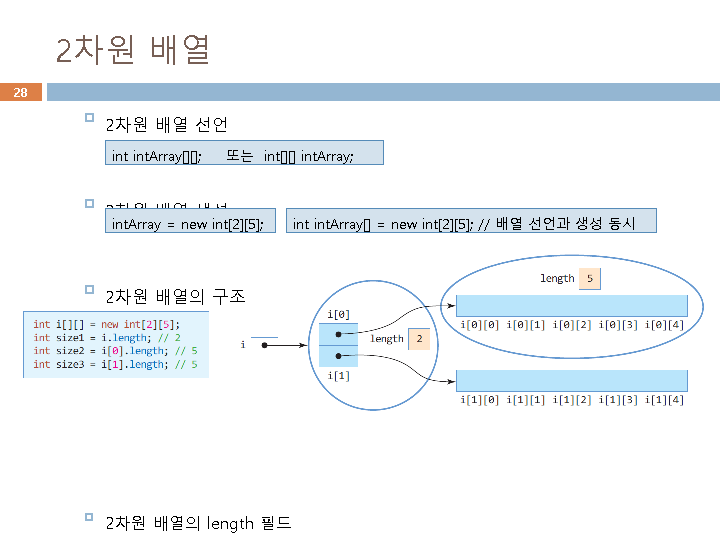 2차원 배열
28
2차원 배열 선언
int intArray[][]; 또는 int[][] intArray;
2차원 배열 생성
intArray = new int[2][5]; int intArray[] = new int[2][5]; // 배열 선언과 생성 동시
2차원 배열의 구조
int i[][] = new int[2][5];
int size1 = i.length; // 2
int size2 = i[0].length; // 5
int size3 = i[1].length; // 5
i
i[0]
length 2
i[1]
length 5
i[0][0] i[0][1] i[0][2] i[0][3] i[0][4]
i[1][0] i[1][1] i[1][2] i[1][3] i[1][4]
2차원 배열의 length 필드